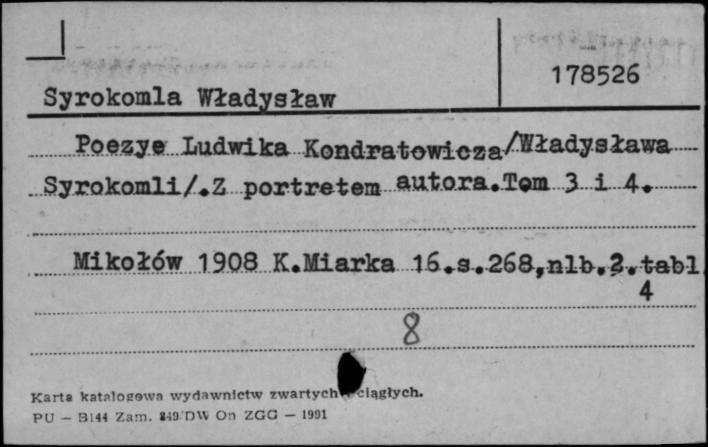 178526
Syrokomla Władysław
Poezye Ludwika Kondratowicza/Władysława
Syrokomli/.Z portretem autora.Tom 3 i 4.
Mikołów 1908 K.Miarka 16.s.268,nlb.2.tabl
4
8
Karta katalogowa wydawnictw zwartych ciągłych.
PU — B144 Zam. 849/DW On ZGG — 1991